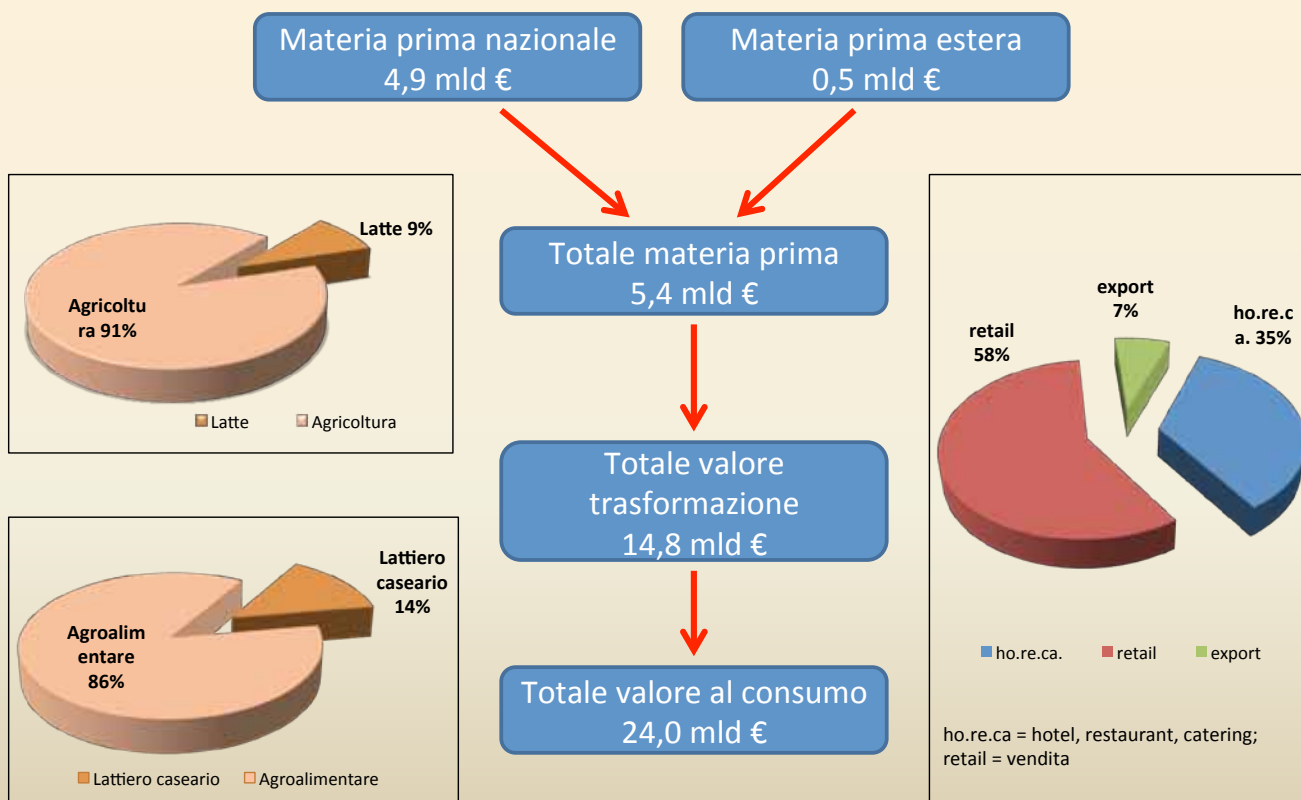 Materia prima nazionale
4,9 mld €
Materia prima estera
0,5 mld €
Latte 9%
Agricoltu
ra 91%
Latte
Agricoltura
Totale materia prima
5,4 mld €
export
7%
ho.re.c
a. 35%
retail
58%
Totale valore
trasformazione
14,8 mld €
Lattiero
caseario
14%
Agroalim
entare
86%
Lattiero caseario
Agroalimentare
ho.re.ca.
retail
export
Totale valore al consumo
24,0 mld €
ho.re.ca = hotel, restaurant, catering;
retail = vendita